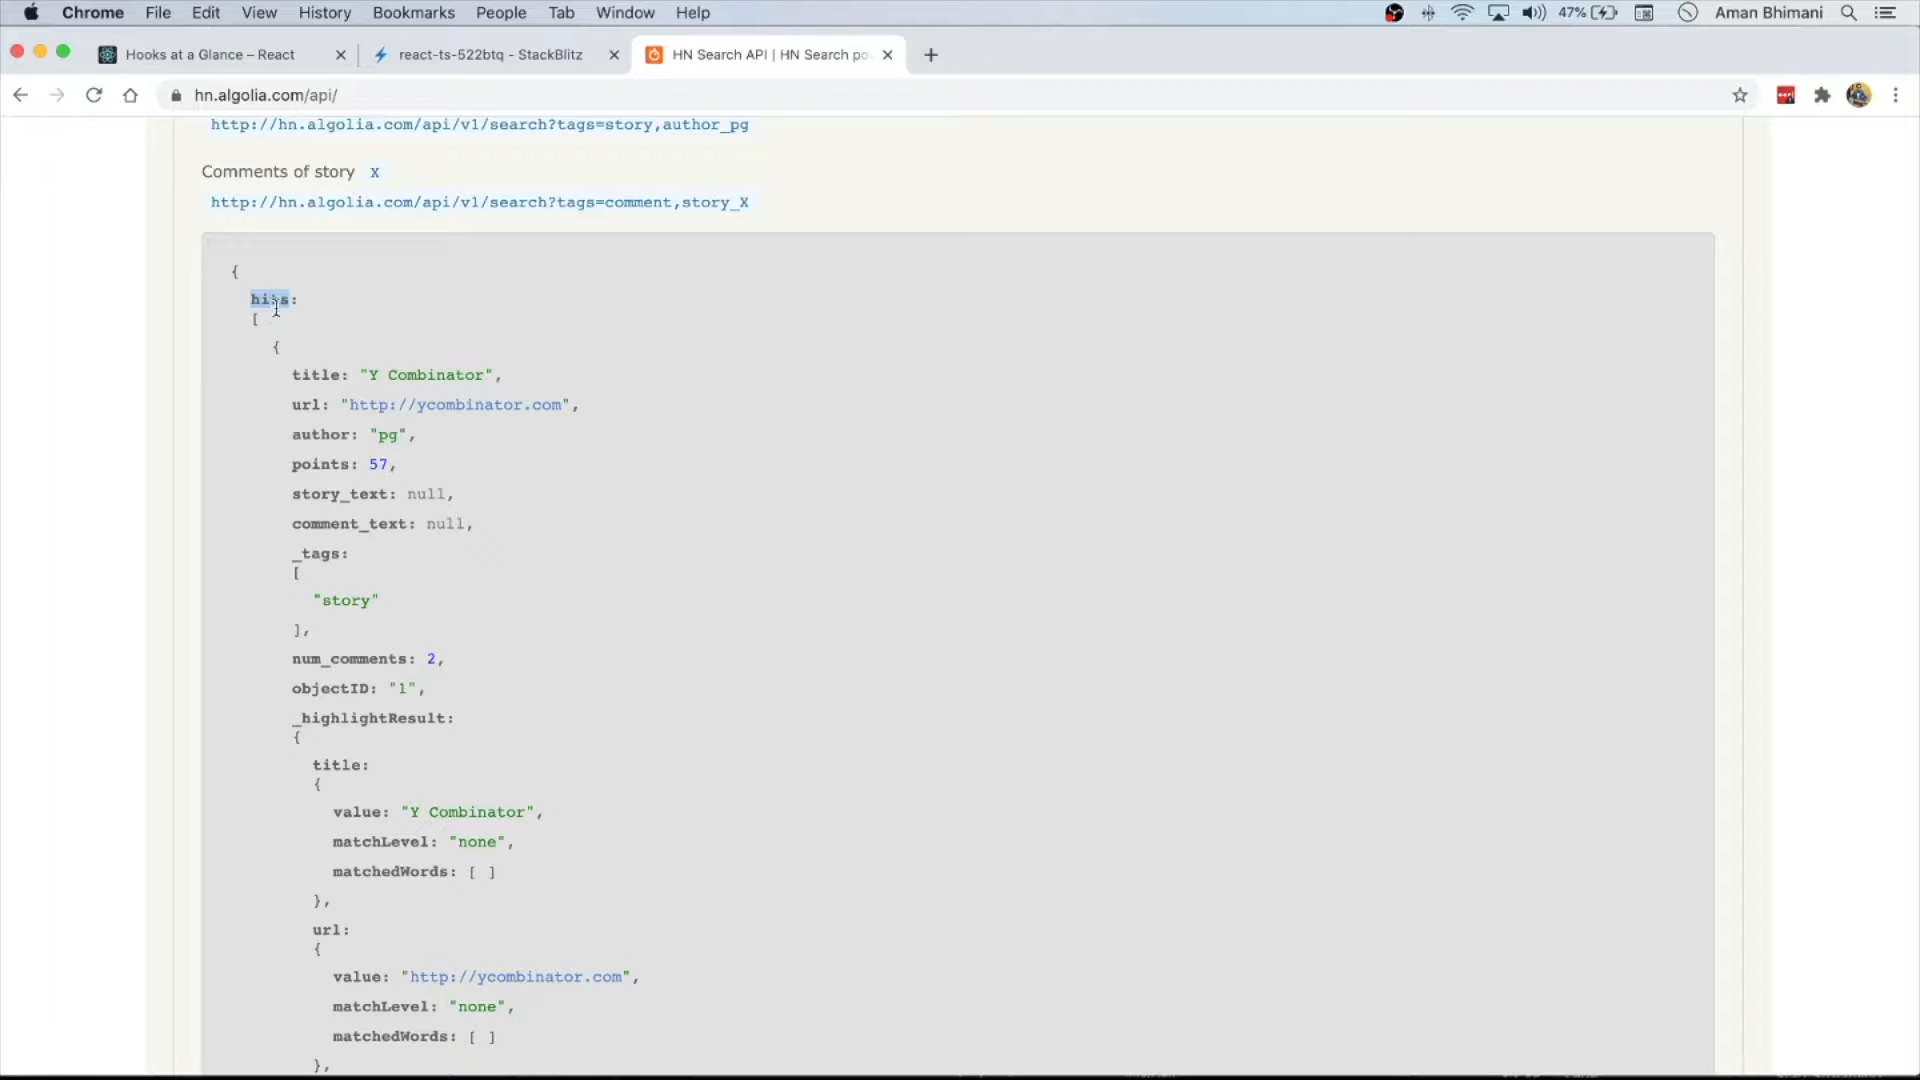 Chrome File Edit View History Bookmarks People Tab Window Help 47% Aman Bhimani
Hooks at a Glance – React react-ts-522btq - StackBlitz HN Search API | HN Search po
hn.algolia.com/api/
http://hn.algolia.com/api/v1/search?tags=story,author_pg
Comments of story X
http://hn.algolia.com/api/v1/search?tags=comment,story_X
{
hits:
[
{
title: "Y Combinator",
url: "http://ycombinator.com",
author: "pg",
points: 57,
story_text: null,
comment_text: null,
_tags:
[
"story"
],
num_comments: 2,
objectID: "1",
_highlightResult:
{
title:
{
value: "Y Combinator",
matchLevel: "none",
matchedWords: [ ]
},
url:
{
value: "http://ycombinator.com",
matchLevel: "none",
matchedWords: [ ]
},